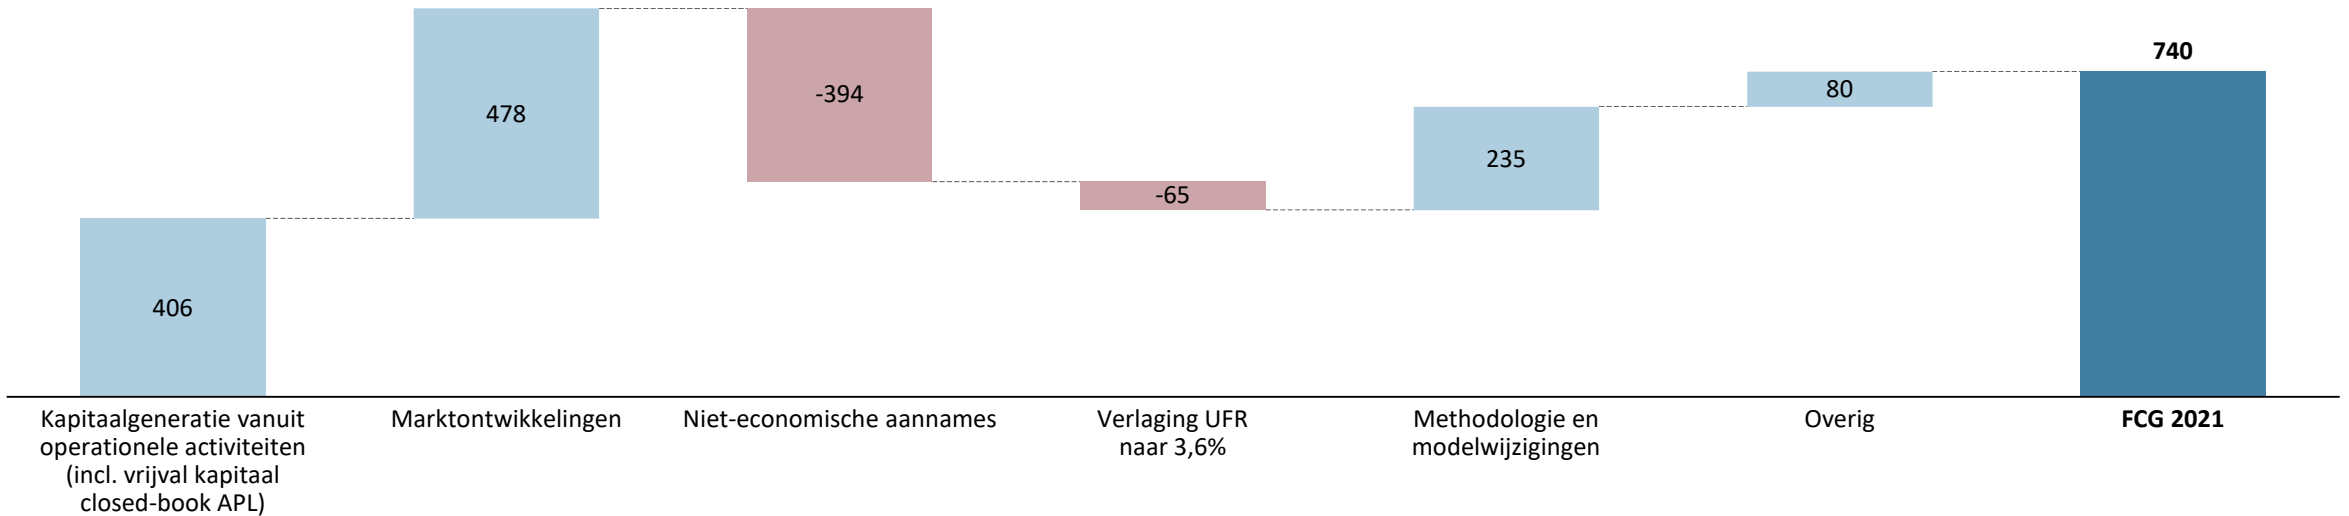 740
80
-394
478
235
-65
406
Kapitaalgeneratie vanuit
operationele activiteiten
(incl. vrijval kapitaal
closed-book APL)
Marktontwikkelingen
Niet-economische aannames
Verlaging UFR
naar 3,6%
Methodologie en
modelwijzigingen
Overig
FCG 2021